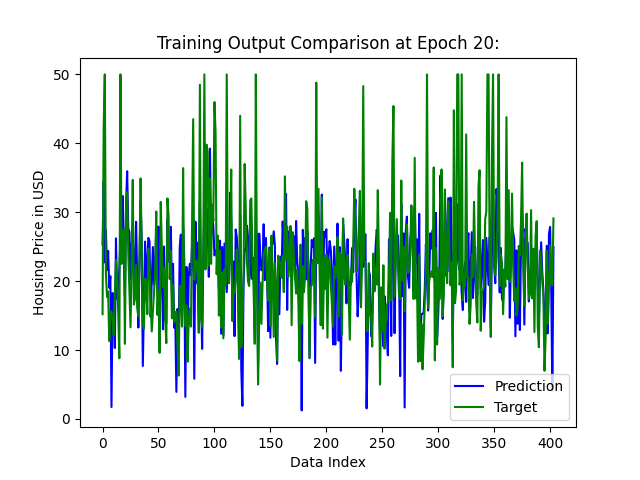 Training Output Comparison at Epoch 20:
Housing Price in USD
50
40
30
20
10
0
0 50 100 150 200 250 300 350 400
Data Index
Prediction
Target